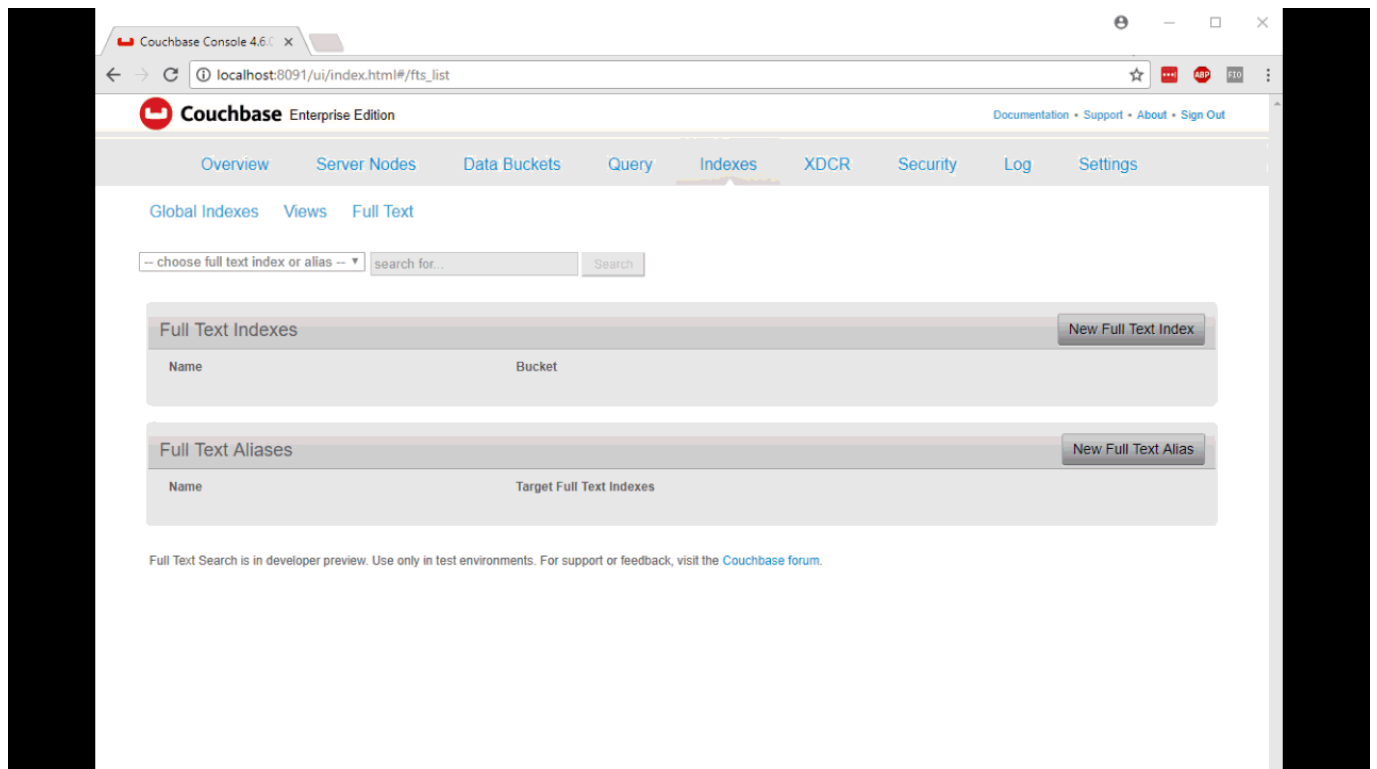 Couchbase Console 4.6.0
localhost:8091/ui/index.html#/fts_list
ABP
FIO
Couchbase Enterprise Edition
Documentation • Support • About • Sign Out
Overview Server Nodes Data Buckets Query Indexes XDCR Security Log Settings
Global Indexes Views Full Text
-- choose full text index or alias -- search for... Search
Full Text Indexes New Full Text Index
Name Bucket
Full Text Aliases New Full Text Alias
Name Target Full Text Indexes
Full Text Search is in developer preview. Use only in test environments. For support or feedback, visit the Couchbase forum.